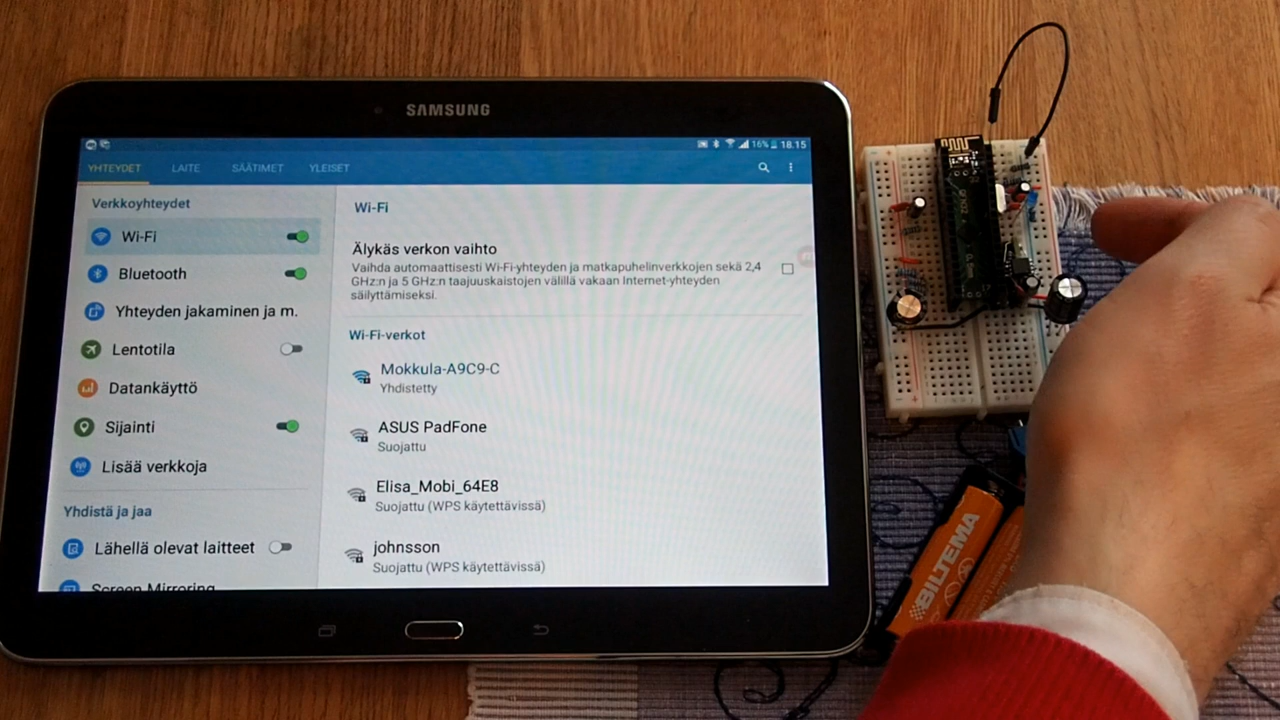 SAMSUNG
16% 18.15
YHTEYDET LAITE SÄÄTIMET YLEISET
Verkkoyhteydet
Wi-Fi
Bluetooth
Yhteyden jakaminen ja m.
Lentotila
Datankäyttö
Sijainti
Lisää verkkoja
Yhdistä ja jaa
Lähellä olevat laitteet
Screen Mirroring
Wi-Fi
Älykäs verkon vaihto
Vaihda automaattisesti Wi-Fi-yhteyden ja matkapuhelinverkkojen sekä 2,4
GHz:n ja 5 GHz:n taajuuskaistojen välillä vakaan Internet-yhteyden
säilyttämiseksi.
Wi-Fi-verkot
Mokkula-A9C9-C
Yhdistetty
ASUS PadFone
Suojattu
Elisa_Mobi_64E8
Suojattu (WPS käytettävissä)
johnsson
Suojattu (WPS käytettävissä)
BILTEMA